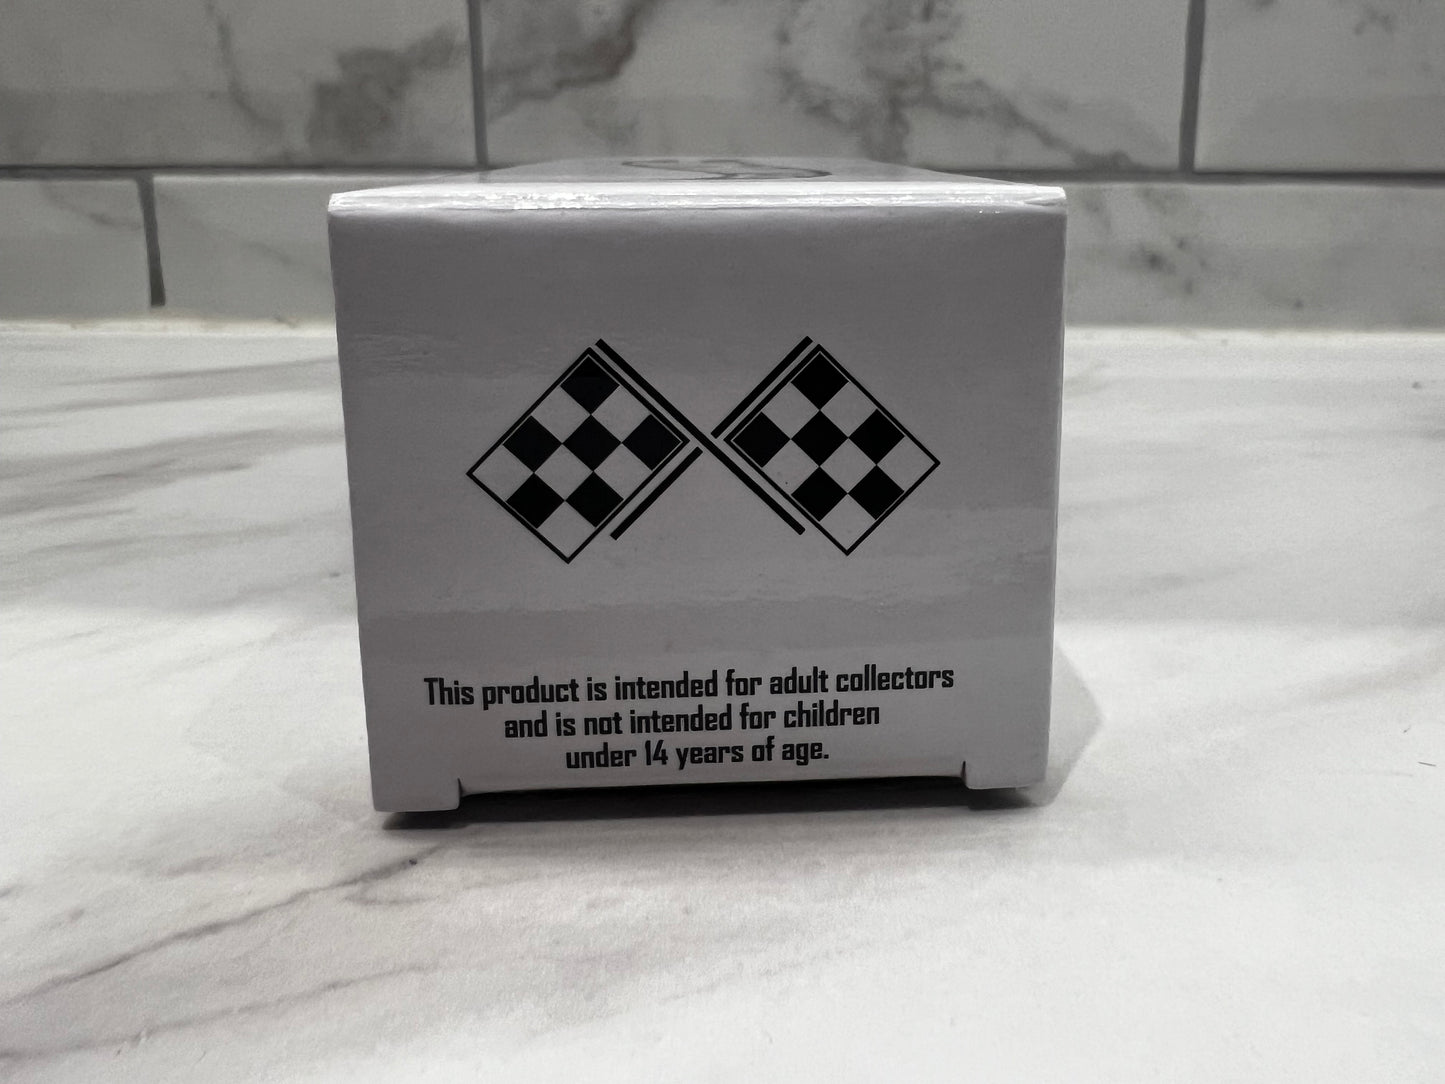 This product is intended for adult collectors
and is not intended for children
under 14 years of age.